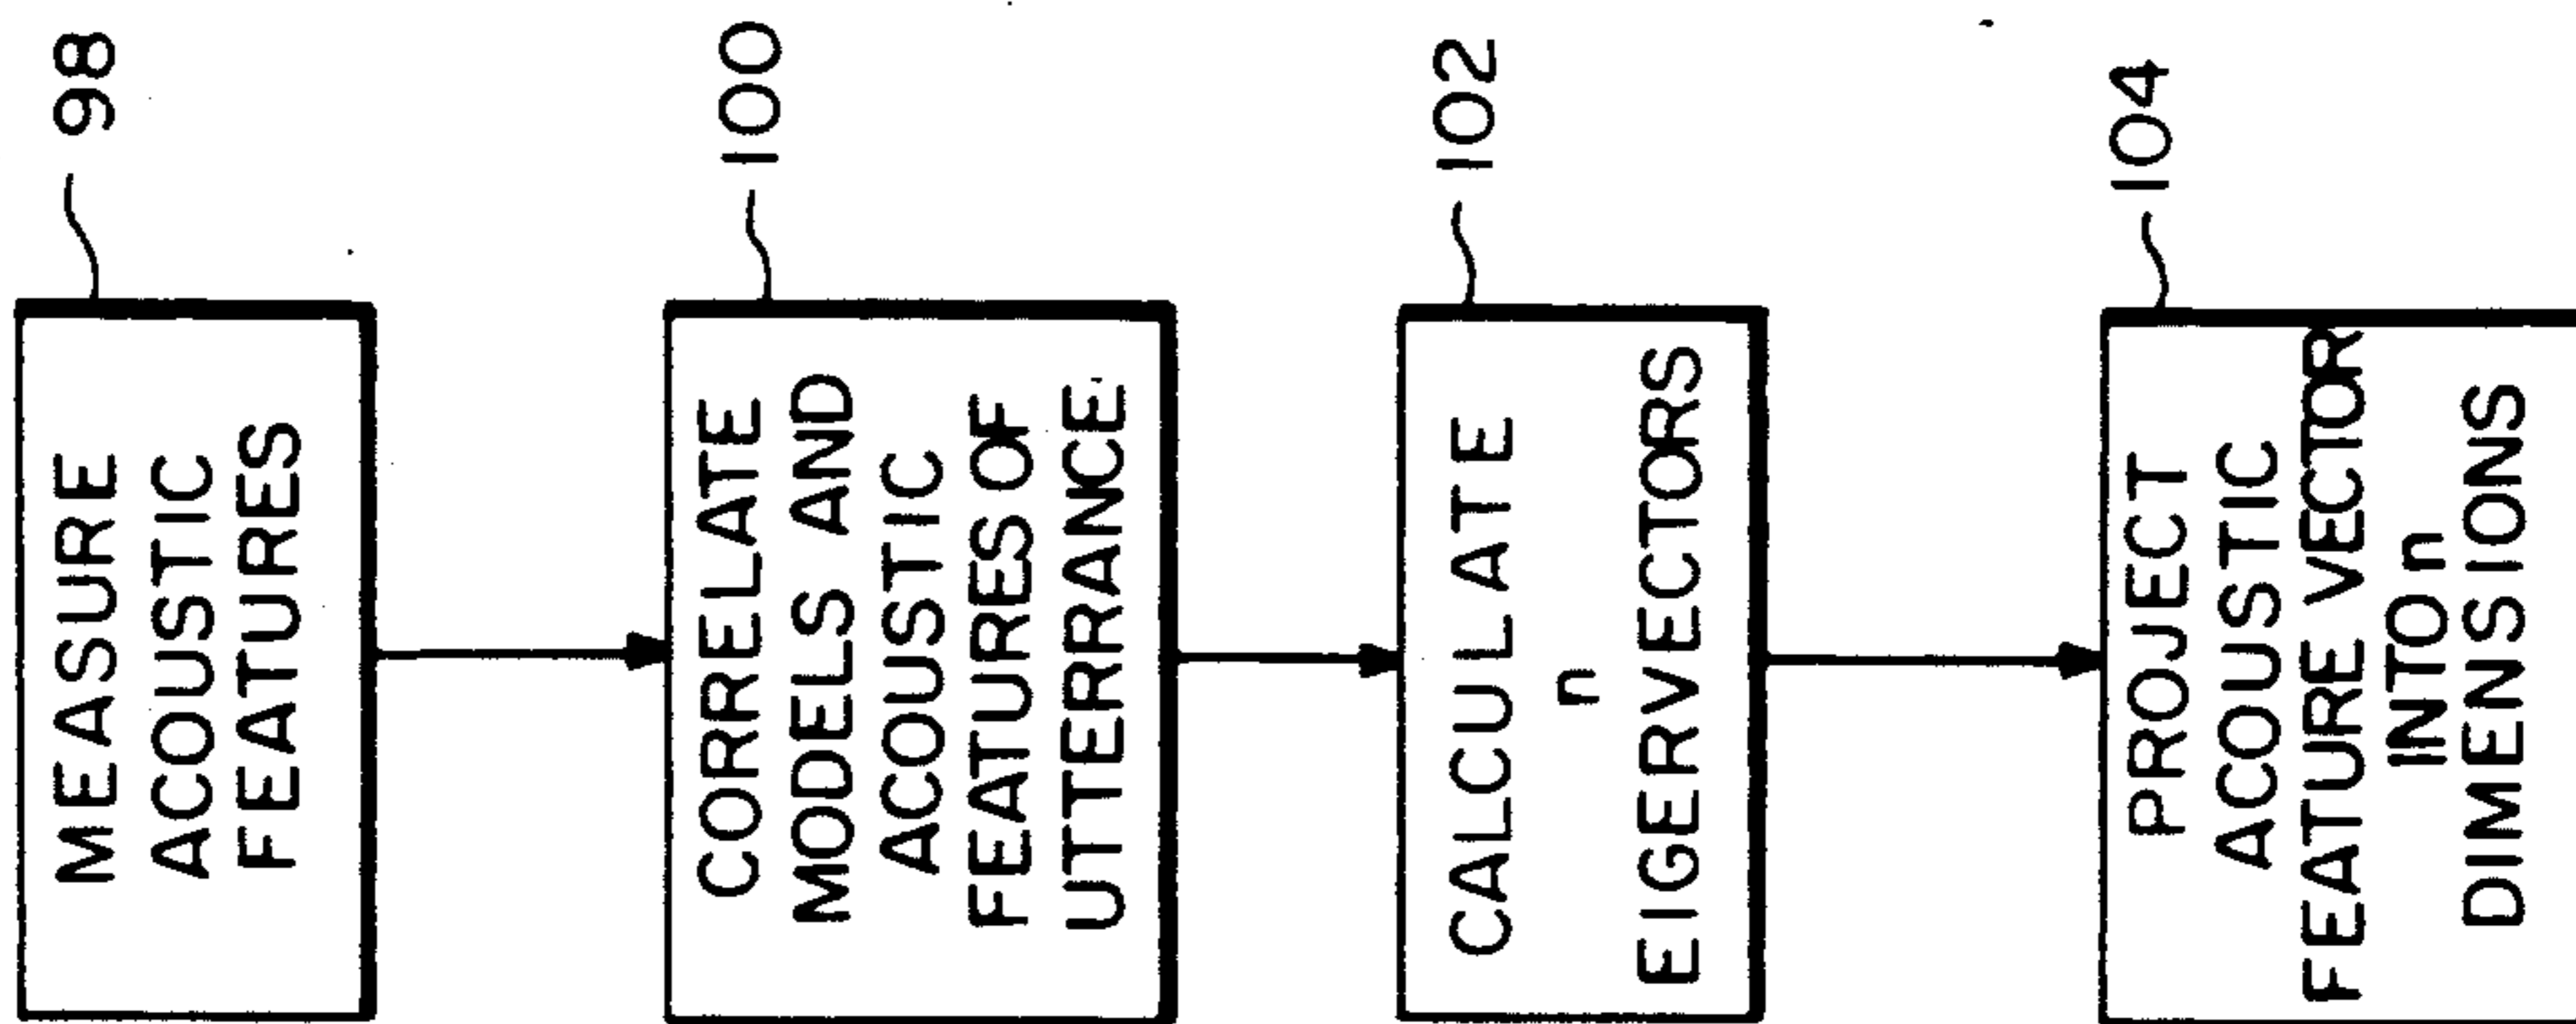 MEASURE
ACOUSTIC
FEATURES
98
CORRELATE
MODELS AND
ACOUSTIC
FEATURES OF
UTTERRANCE
100
CALCULATE
n
EIGERVECTORS
102
PROJECT
ACOUSTIC
FEATURE VECTOR
INTO n
DIMENSIONS
104